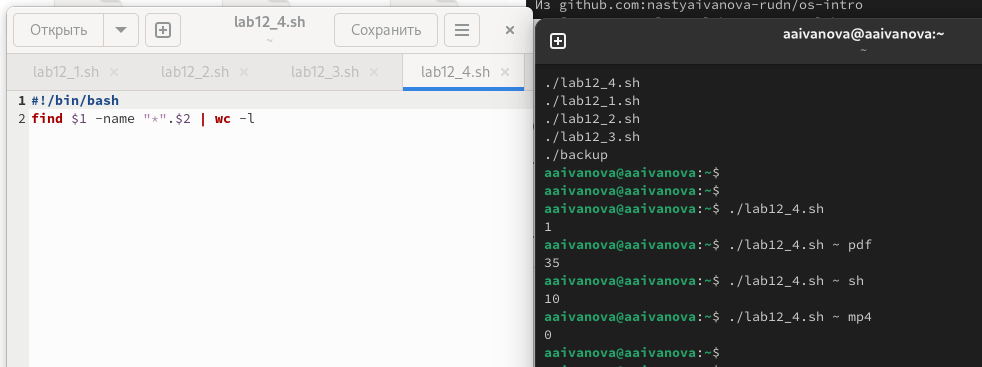 Открыть
lab12_4.sh
~
Сохранить
lab12_1.sh
lab12_2.sh
lab12_3.sh
lab12_4.sh
1 #!/bin/bash
2 find $1 -name "*".$2 | wc -l
Из github.com:nastyaivanova-rudn/os-intro
aaivanova@aaivanova:~
~
./lab12_4.sh
./lab12_1.sh
./lab12_2.sh
./lab12_3.sh
./backup
aaivanova@aaivanova:~$
aaivanova@aaivanova:~$
aaivanova@aaivanova:~$ ./lab12_4.sh
1
aaivanova@aaivanova:~$ ./lab12_4.sh ~ pdf
35
aaivanova@aaivanova:~$ ./lab12_4.sh ~ sh
10
aaivanova@aaivanova:~$ ./lab12_4.sh ~ mp4
0
aaivanova@aaivanova:~$